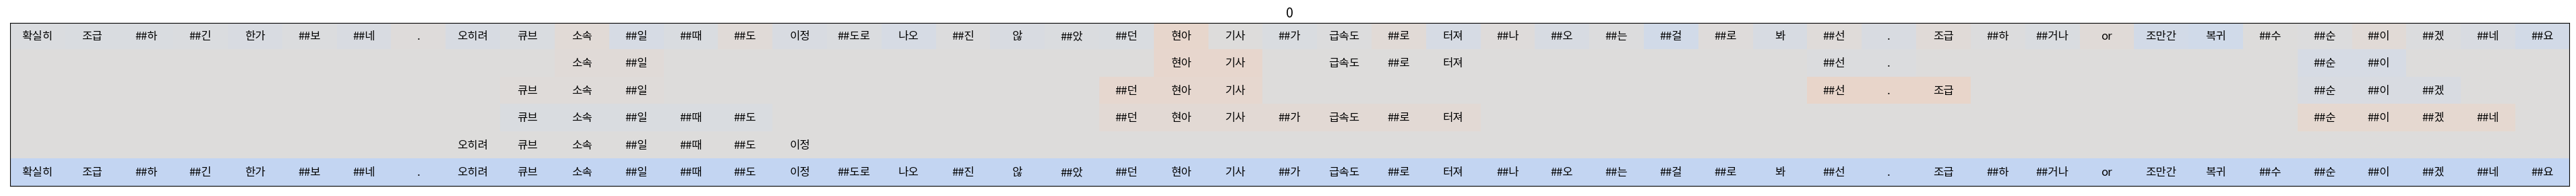 0
확실히 조급 ##하 ##긴 한가 ##보 ##네 . 오히려 큐브 소속 ##일 ##때 ##도 이정 ##도로 나오 ##진 않 ##았 ##던 현아 기사 ##가 급속도 ##로 터져 ##나 ##오 ##는 ##걸 ##로 봐 ##선 . 조급 ##하 ##거나 or 조만간 복귀 ##수 ##순 ##이 ##겠 ##네 ##요
소속 ##일 현아 기사 급속도 ##로 터져 ##선 . ##순 ##이
큐브 소속 ##일 ##던 현아 기사 ##선 . 조급 ##순 ##이 ##겠
큐브 소속 ##일 ##때 ##도 ##던 현아 기사 ##가 급속도 ##로 터져 ##순 ##이 ##겠 ##네
오히려 큐브 소속 ##일 ##때 ##도 이정
확실히 조급 ##하 ##긴 한가 ##보 ##네 . 오히려 큐브 소속 ##일 ##때 ##도 이정 ##도로 나오 ##진 않 ##았 ##던 현아 기사 ##가 급속도 ##로 터져 ##나 ##오 ##는 ##걸 ##로 봐 ##선 . 조급 ##하 ##거나 or 조만간 복귀 ##수 ##순 ##이 ##겠 ##네 ##요